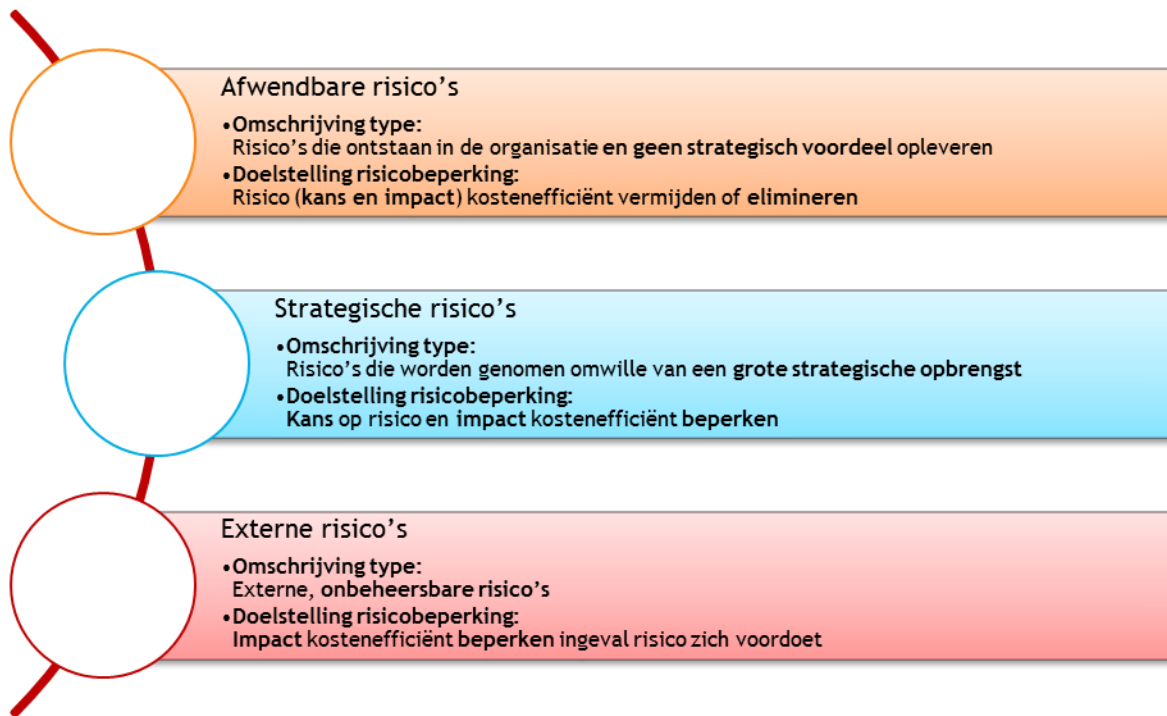 Afwendbare risico’s
•Omschrijving type:
Risico’s die ontstaan in de organisatie en geen strategisch voordeel opleveren
•Doelstelling risicobeperking:
Risico (kans en impact) kostenefficiënt vermijden of elimineren
Strategische risico’s
•Omschrijving type:
Risico’s die worden genomen omwille van een grote strategische opbrengst
•Doelstelling risicobeperking:
Kans op risico en impact kostenefficiënt beperken
Externe risico’s
•Omschrijving type:
Externe, onbeheersbare risico’s
•Doelstelling risicobeperking:
Impact kostenefficiënt beperken ingeval risico zich voordoet